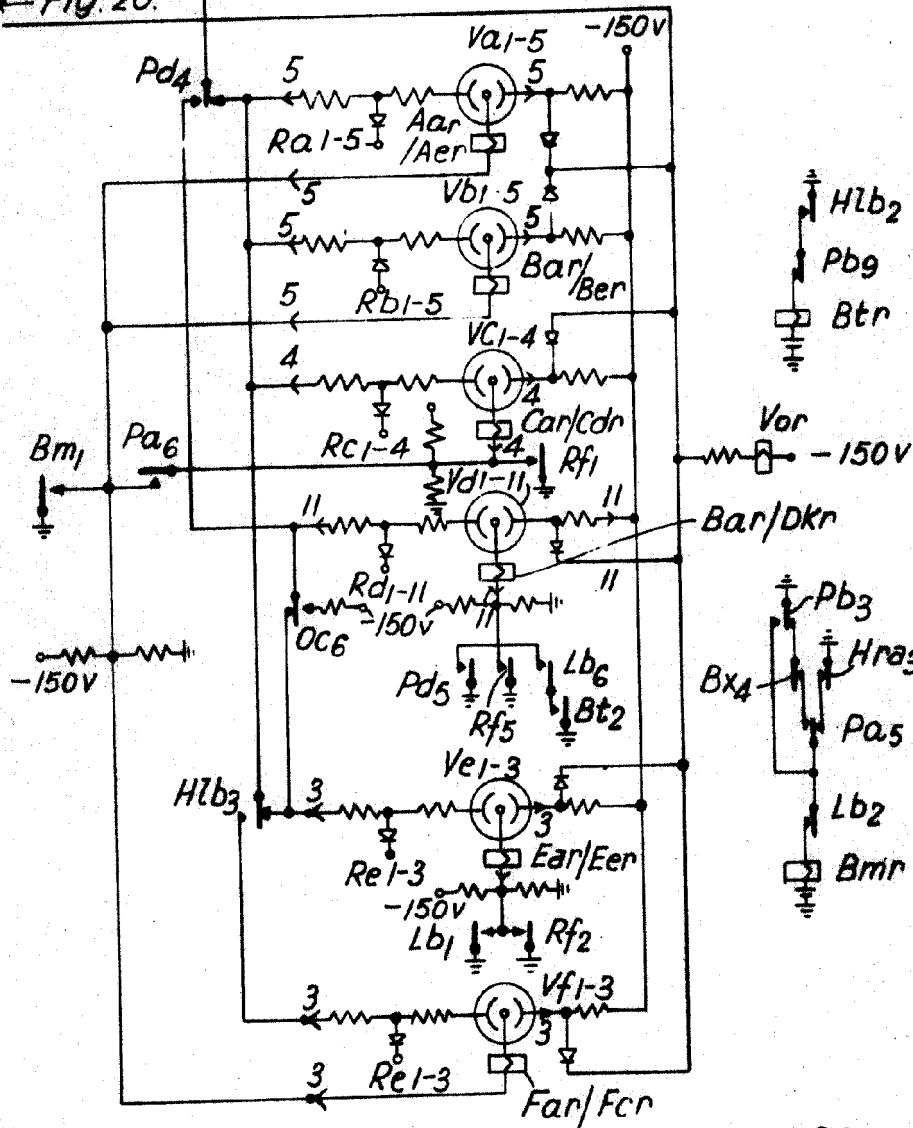 Fig. 20.
Va1-5
-150V
Pd4
5
5
Aar
/Aer
Ra1-5
5
Vb1-5
5
5
Bar/
Ber
Rb1-5
5
Hlb2
Pb9
Btr
VC1-4
4
4
Car/Cdr
Rc1-4
4
Rf1
Vor
-150V
Bm1
Pa6
Vd1-11
11
11
Bar/DKr
Rd1-11
11
11
-150V
Oc6
-150V
Pd5
Rf5
Lb6
Bt2
Pb3
Hra5
Bx4
Pa5
Lb2
Bmr
Ve1-3
Hlb3
3
3
Re1-3
Ear/Eer
-150V
Lb1
Rf2
Vf1-3
3
3
Re1-3
3
Far/Fcr